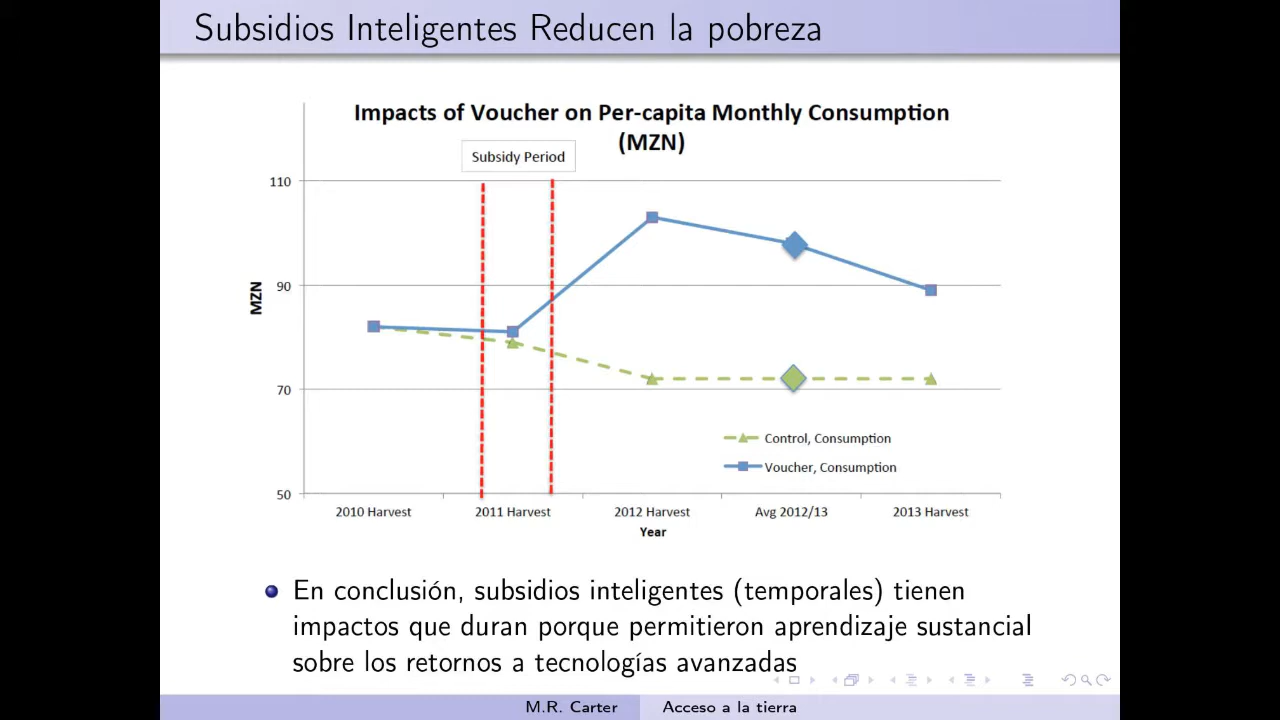 Subsidios Inteligentes Reducen la pobreza
Impacts of Voucher on Per-capita Monthly Consumption
(MZN)
Subsidy Period
110
90
70
50
MZN
Control, Consumption
Voucher, Consumption
2010 Harvest
2011 Harvest
2012 Harvest
Avg 2012/13
2013 Harvest
Year
En conclusión, subsidios inteligentes (temporales) tienen
impactos que duran porque permitieron aprendizaje sustancial
sobre los retornos a tecnologías avanzadas
M.R. Carter
Acceso a la tierra